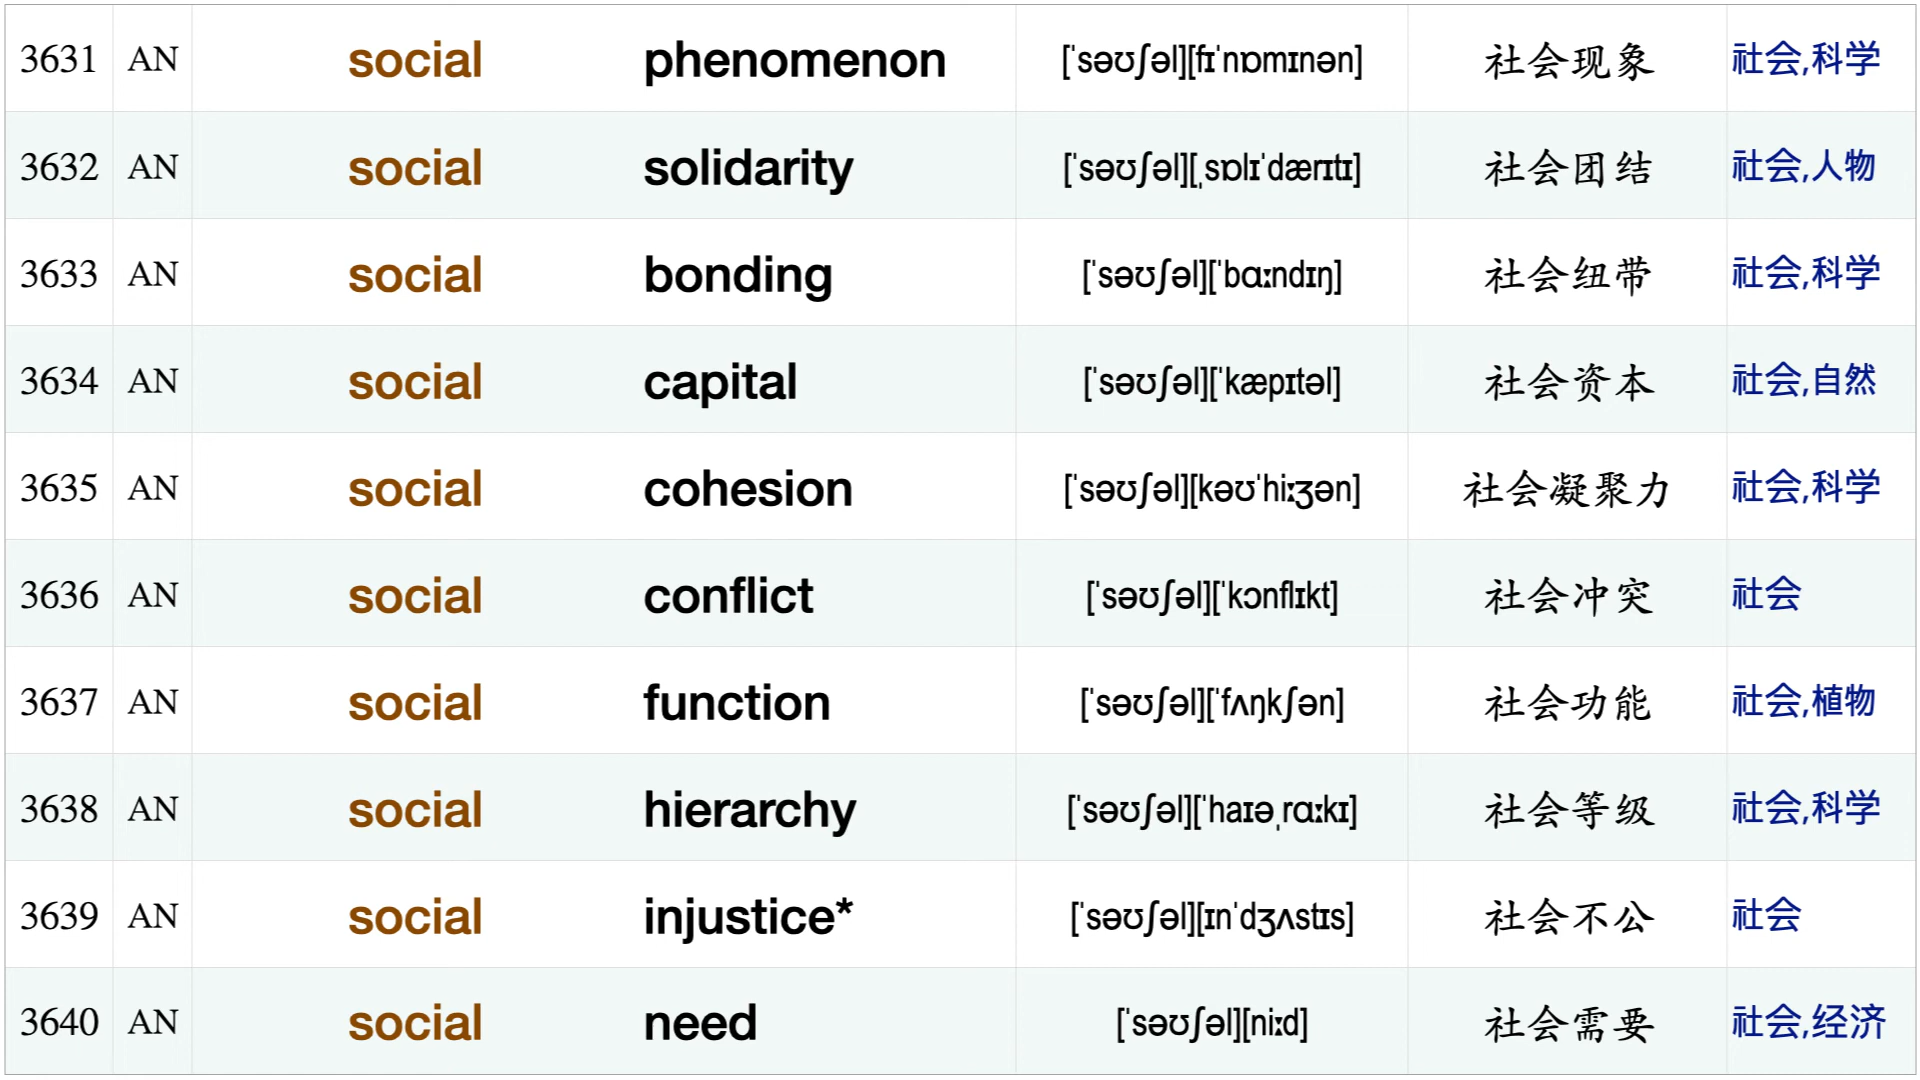 3631 AN social phenomenon [ˈsəʊʃəl][fɪˈnɒmɪnən] 社会现象 社会,科学
3632 AN social solidarity [ˈsəʊʃəl][ˌsɒlɪˈdærɪtɪ] 社会团结 社会,人物
3633 AN social bonding [ˈsəʊʃəl][ˈbɑːndɪŋ] 社会纽带 社会,科学
3634 AN social capital [ˈsəʊʃəl][ˈkæpɪtəl] 社会资本 社会,自然
3635 AN social cohesion [ˈsəʊʃəl][kəʊˈhiːʒən] 社会凝聚力 社会,科学
3636 AN social conflict [ˈsəʊʃəl][ˈkɔnflɪkt] 社会冲突 社会
3637 AN social function [ˈsəʊʃəl][ˈfʌŋkʃən] 社会功能 社会,植物
3638 AN social hierarchy [ˈsəʊʃəl][ˈhaɪəˌrɑːkɪ] 社会等级 社会,科学
3639 AN social injustice* [ˈsəʊʃəl][ɪnˈdʒʌstɪs] 社会不公 社会
3640 AN social need [ˈsəʊʃəl][niːd] 社会需要 社会,经济